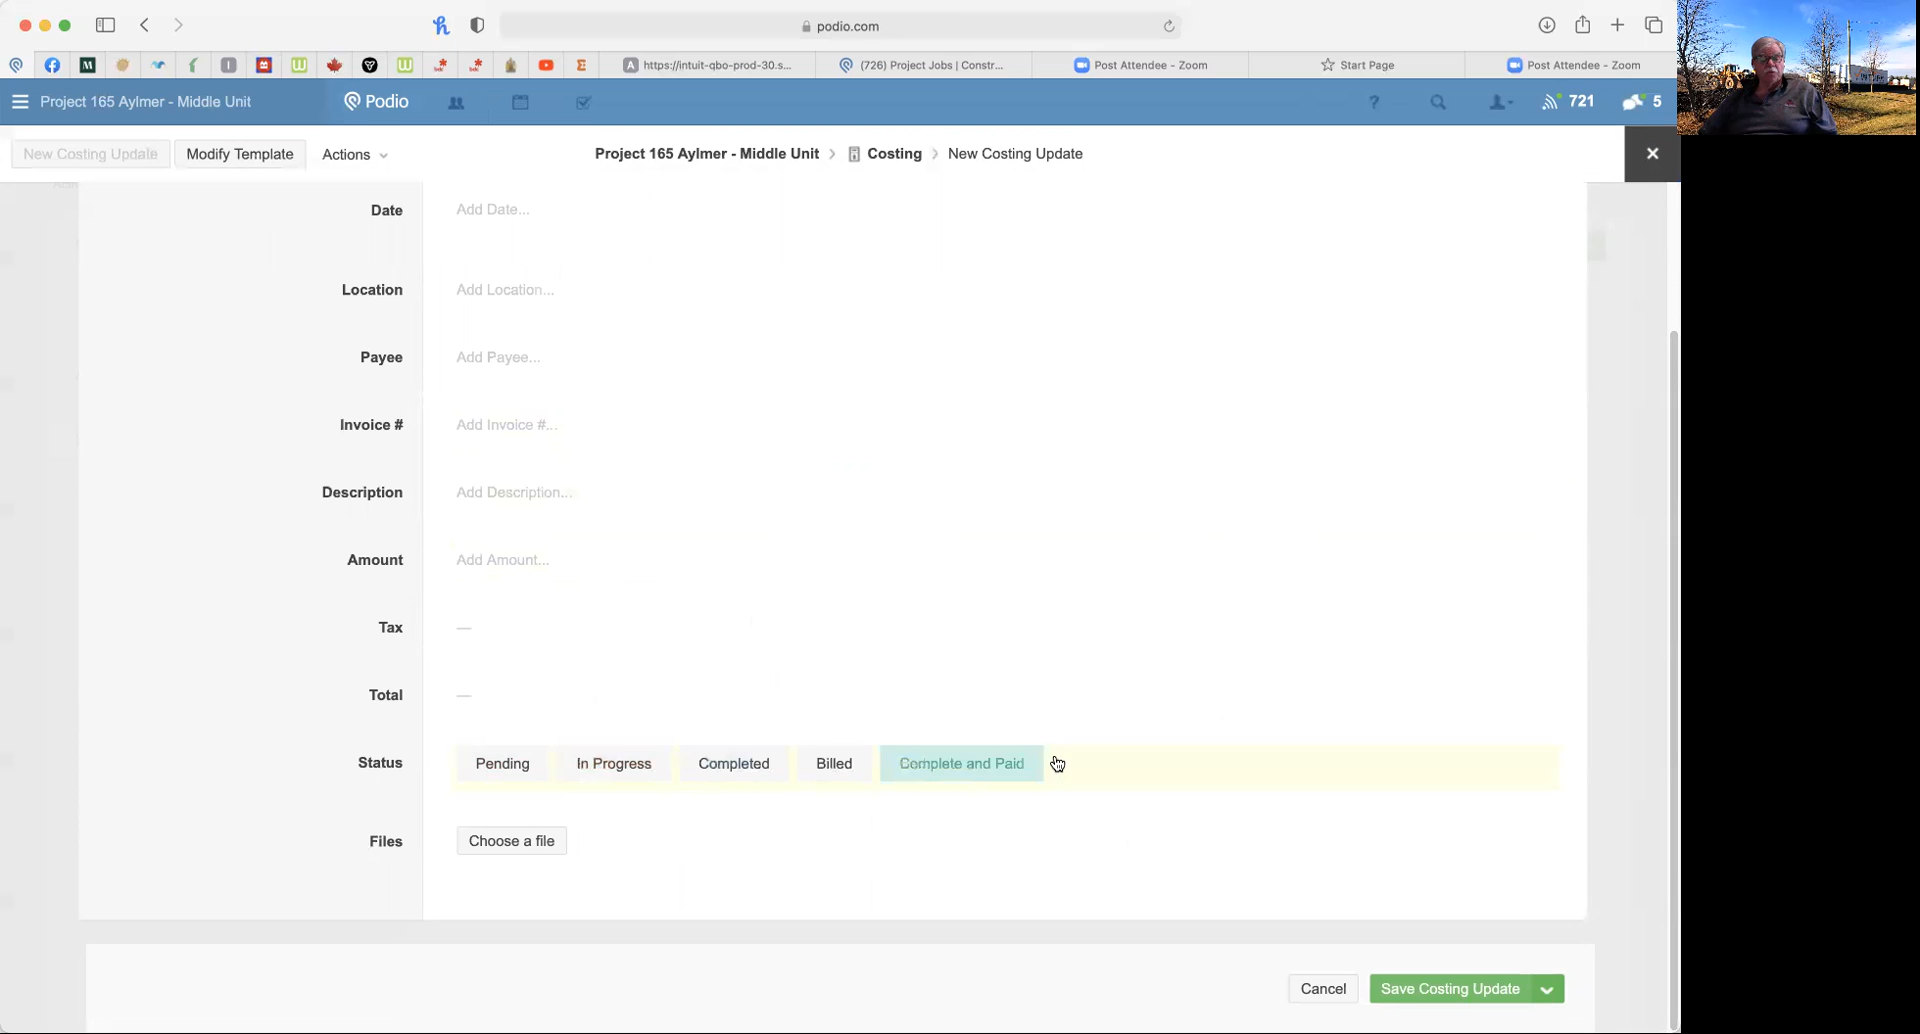 podio.com
https://intuit-qbo-prod-30.s...
(726) Project Jobs | Constr...
Post Attendee - Zoom
Start Page
Post Attendee - Zoom
Project 165 Aylmer - Middle Unit
Podio
721
5
New Costing Update
Modify Template
Actions
Project 165 Aylmer - Middle Unit > Costing > New Costing Update
Date
Add Date...
Location
Add Location...
Payee
Add Payee...
Invoice #
Add Invoice #...
Description
Add Description...
Amount
Add Amount...
Tax
—
Total
—
Status
Pending
In Progress
Completed
Billed
Complete and Paid
Files
Choose a file
Cancel
Save Costing Update